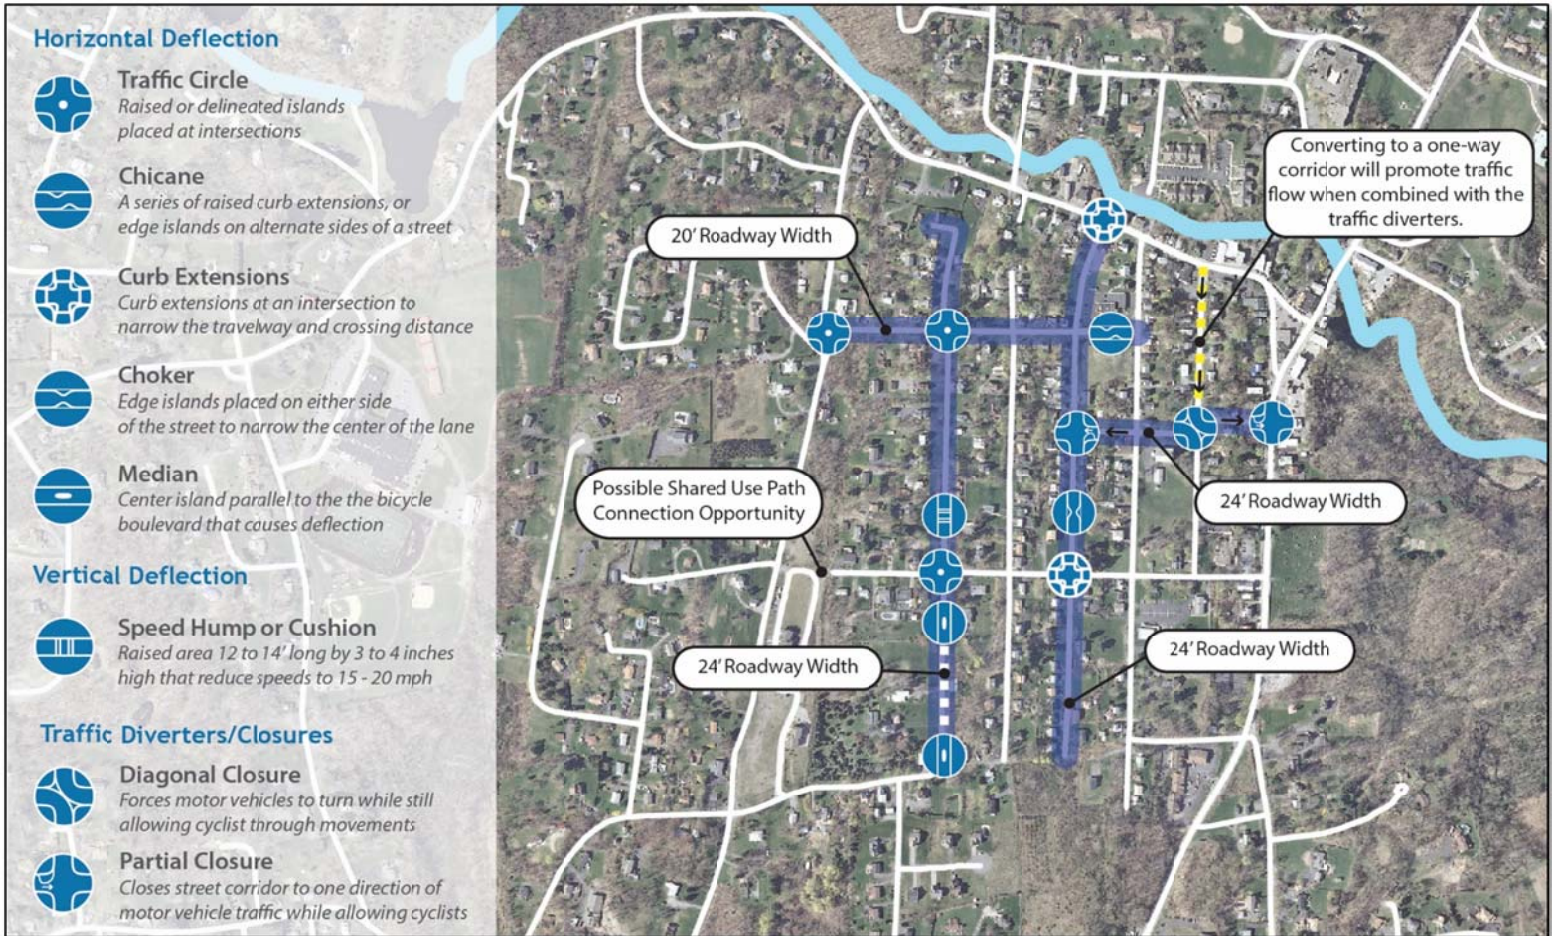 Horizontal Deflection
Traffic Circle
Raised or delineated islands
placed at intersections
Chicane
A series of raised curb extensions, or
edge islands on alternate sides of a street
Curb Extensions
Curb extensions at an intersection to
narrow the travelway and crossing distance
Choker
Edge islands placed on either side
of the street to narrow the center of the lane
Median
Center island parallel to the the bicycle
boulevard that causes deflection
Vertical Deflection
Speed Hump or Cushion
Raised area 12 to 14' long by 3 to 4 inches
high that reduce speeds to 15 - 20 mph
Traffic Diverters/Closures
Diagonal Closure
Forces motor vehicles to turn while still
allowing cyclist through movements
Partial Closure
Closes street corridor to one direction of
motor vehicle traffic while allowing cyclists
Converting to a one-way
corridor will promote traffic
flow when combined with the
traffic diverters.
20' Roadway Width
Possible Shared Use Path
Connection Opportunity
24' Roadway Width
24' Roadway Width
24' Roadway Width